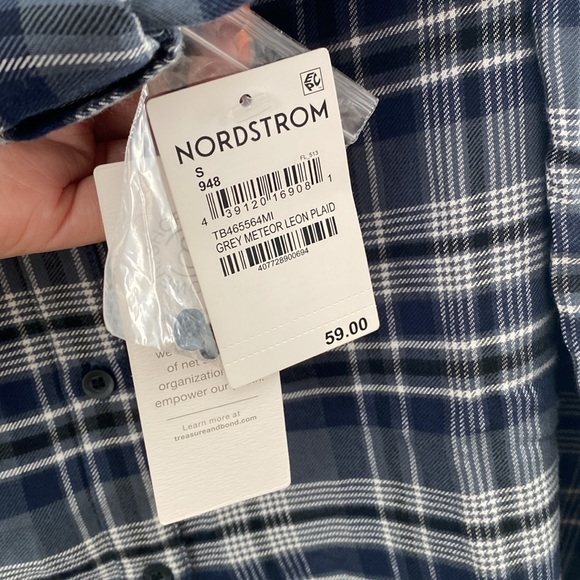 NORDSTROM
S
948
FL_513
4 39120 16908 1
TB465564MI
GREY METEOR LEON PLAID
407728900694
59.00
we
of net s
organization
empower our
Learn more at
treasureandbond.com